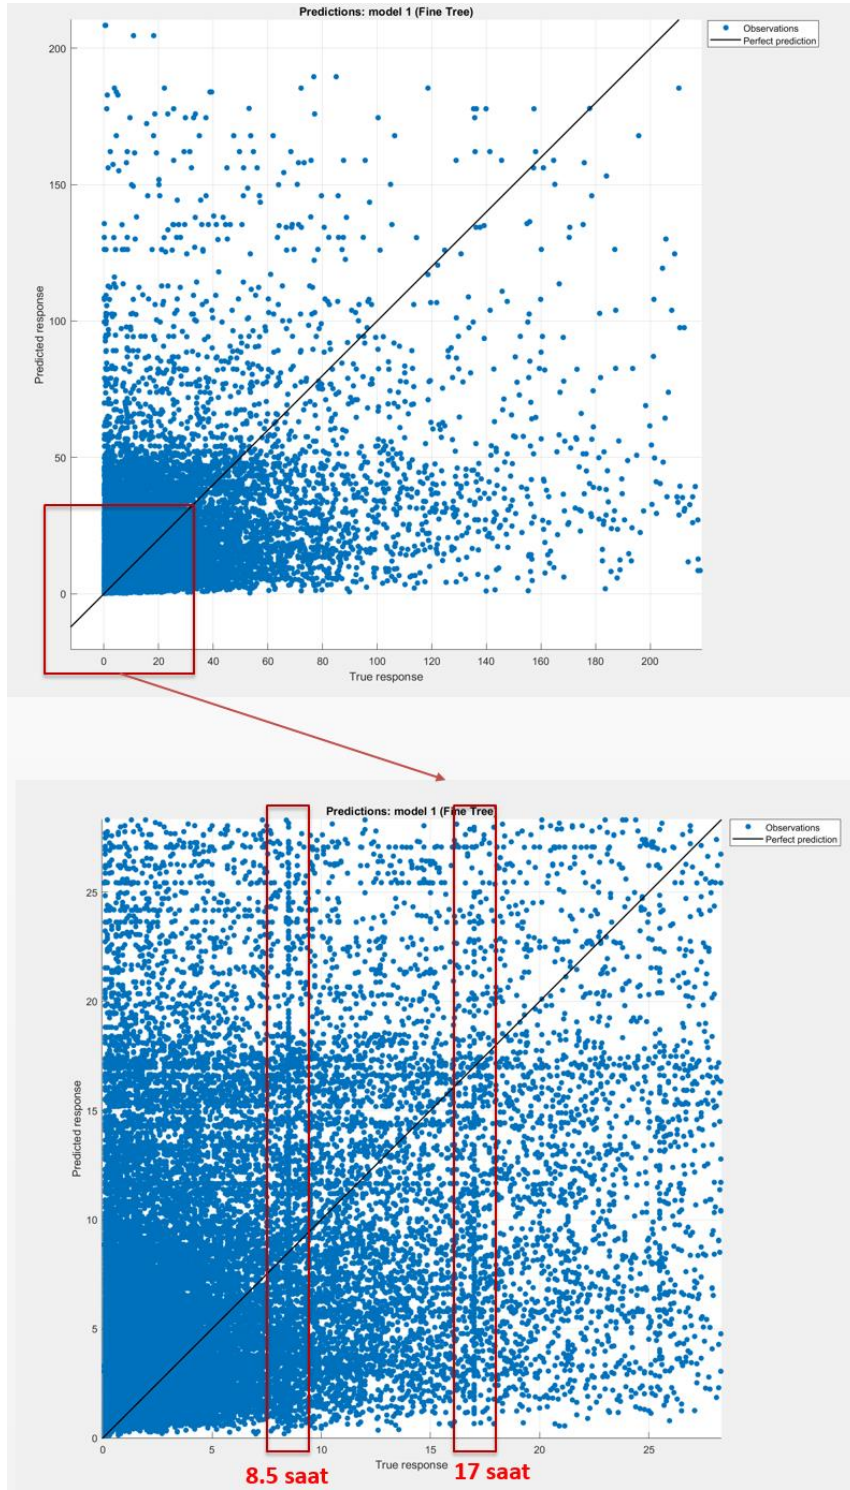 Predictions: model 1 (Fine Tree)
Observations
Perfect prediction
200
150
100
50
0
Predicted response
0 20 40 60 80 100 120 140 160 180 200
True response
Predictions: model 1 (Fine Tree)
Observations
Perfect prediction
25
20
15
10
5
0
Predicted response
0 5 10 15 20 25
True response
8.5 saat
17 saat